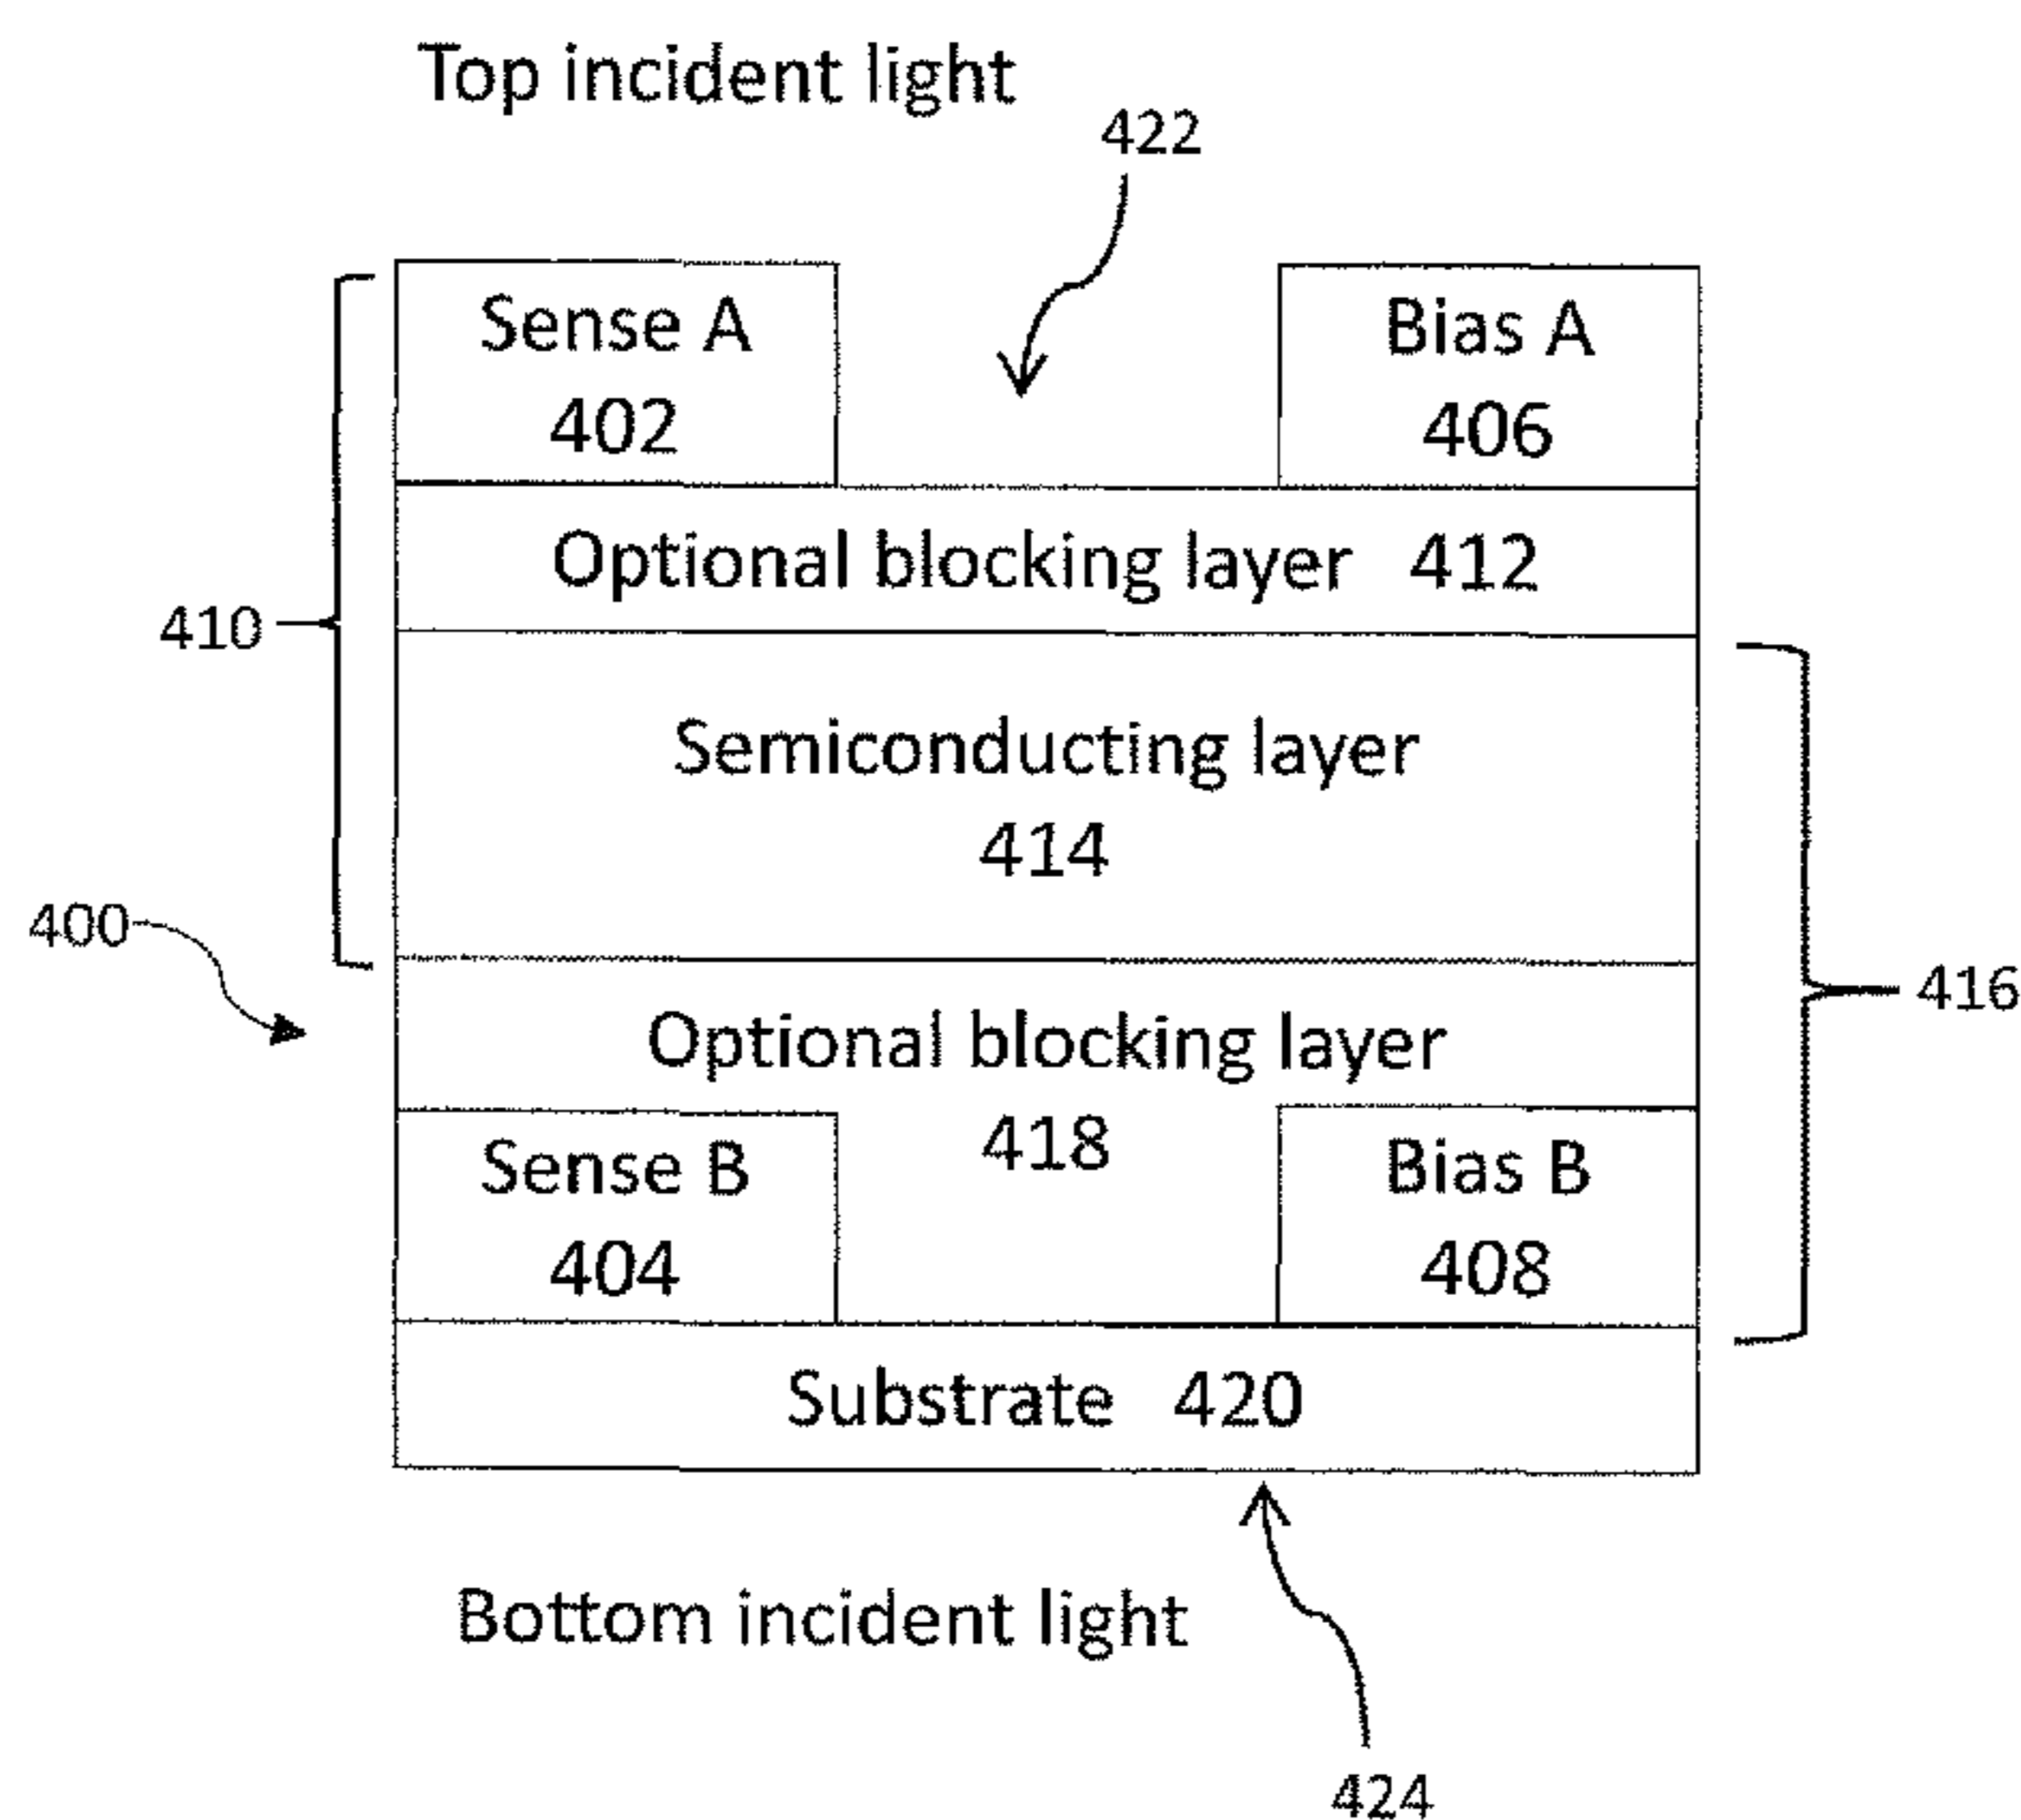 Top incident light
422
Sense A
402
Bias A
406
Optional blocking layer 412
410
Semiconducting layer
414
400
416
Optional blocking layer
418
Sense B
404
Bias B
408
Substrate 420
Bottom incident light
424